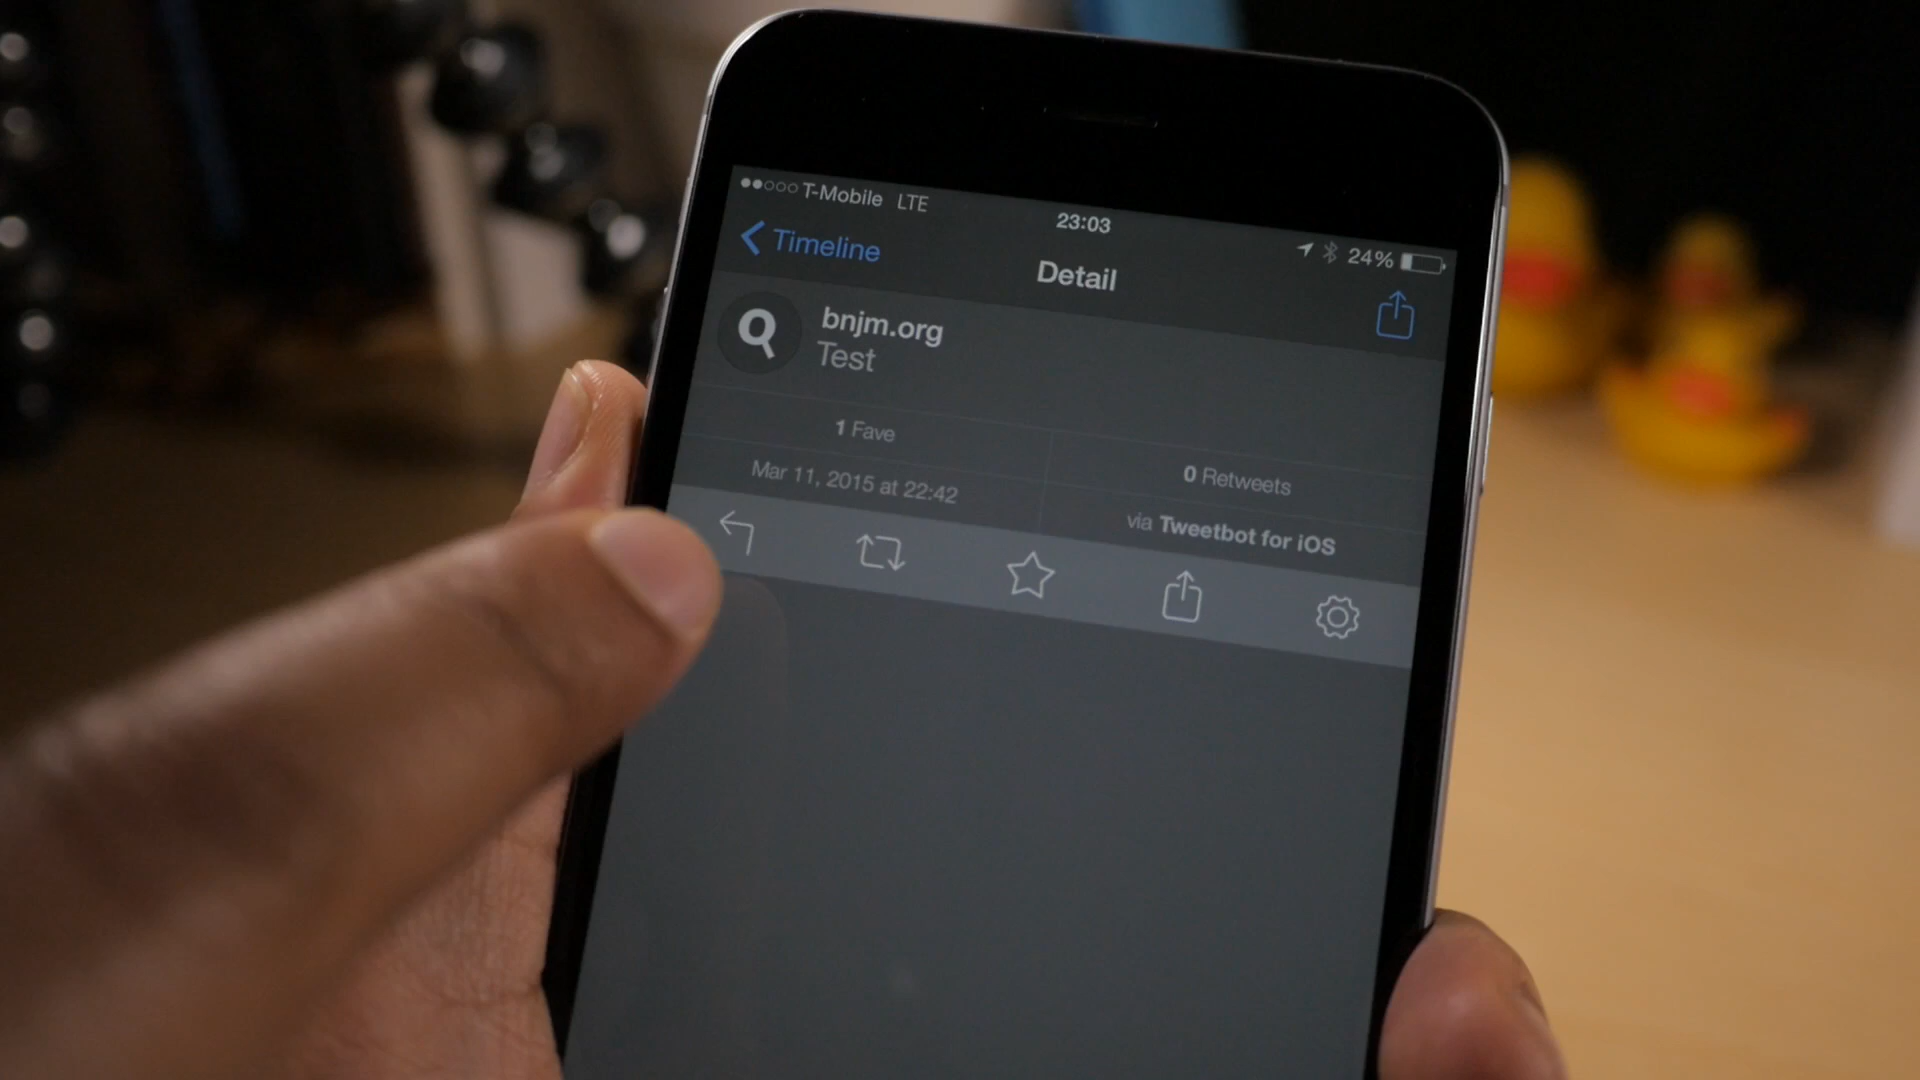 T-Mobile LTE
23:03
24%
Timeline
Detail
bnjm.org
Test
1 Fave
0 Retweets
Mar 11, 2015 at 22:42
via Tweetbot for iOS